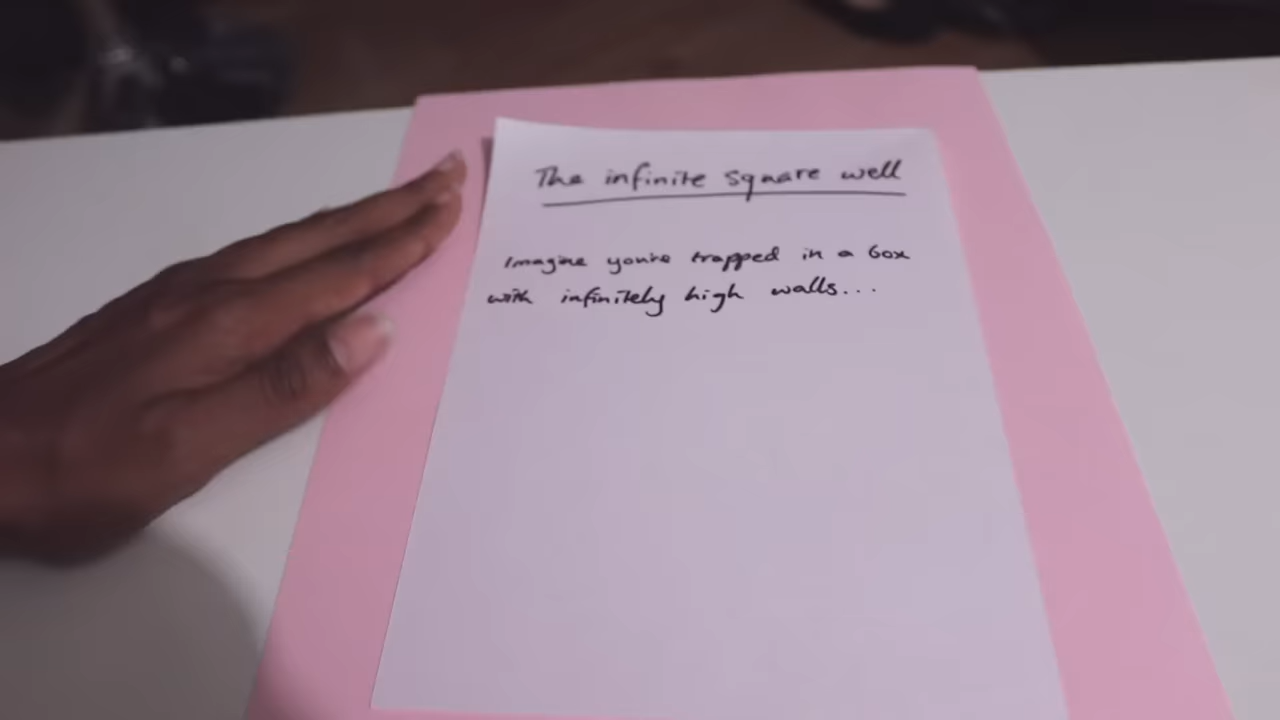 The infinite square well
Imagine you're trapped in a box
with infinitely high walls...